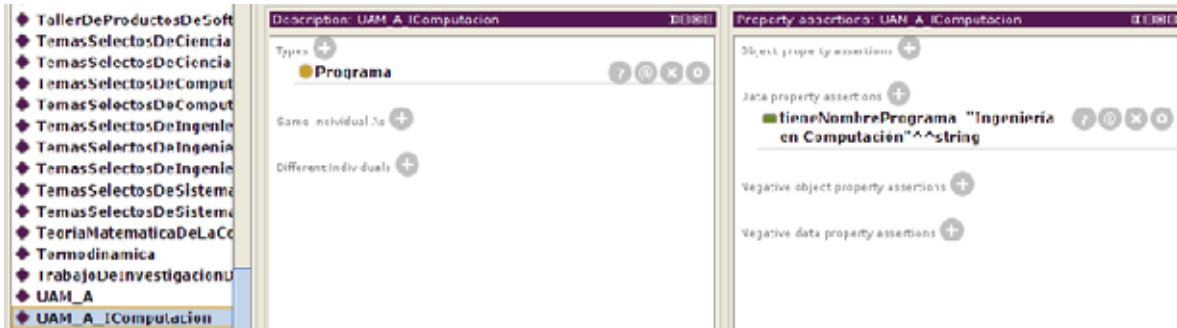 TallerDeProductosDeSoft
TemasSelectosDeCiencia
TemasSelectosDeCiencia
TemasSelectosDeComput
TemasSelectosDeComput
TemasSelectosDeIngenie
TemasSelectosDeIngenie
TemasSelectosDeIngenie
TemasSelectosDeSistema
TemasSelectosDeSistema
TeoriaMatematicaDeLaCo
Termodinamica
TrabajoDeInvestigacionD
UAM_A
UAM_A_IComputacion
Description: UAM_A_IComputacion
Types
Programa
Same Individual As
Different Individuals
Property assertions: UAM_A_IComputacion
Object property assertions
Data property assertions
tieneNombrePrograma "Ingeniería
en Computación"^^string
Negative object property assertions
Negative data property assertions